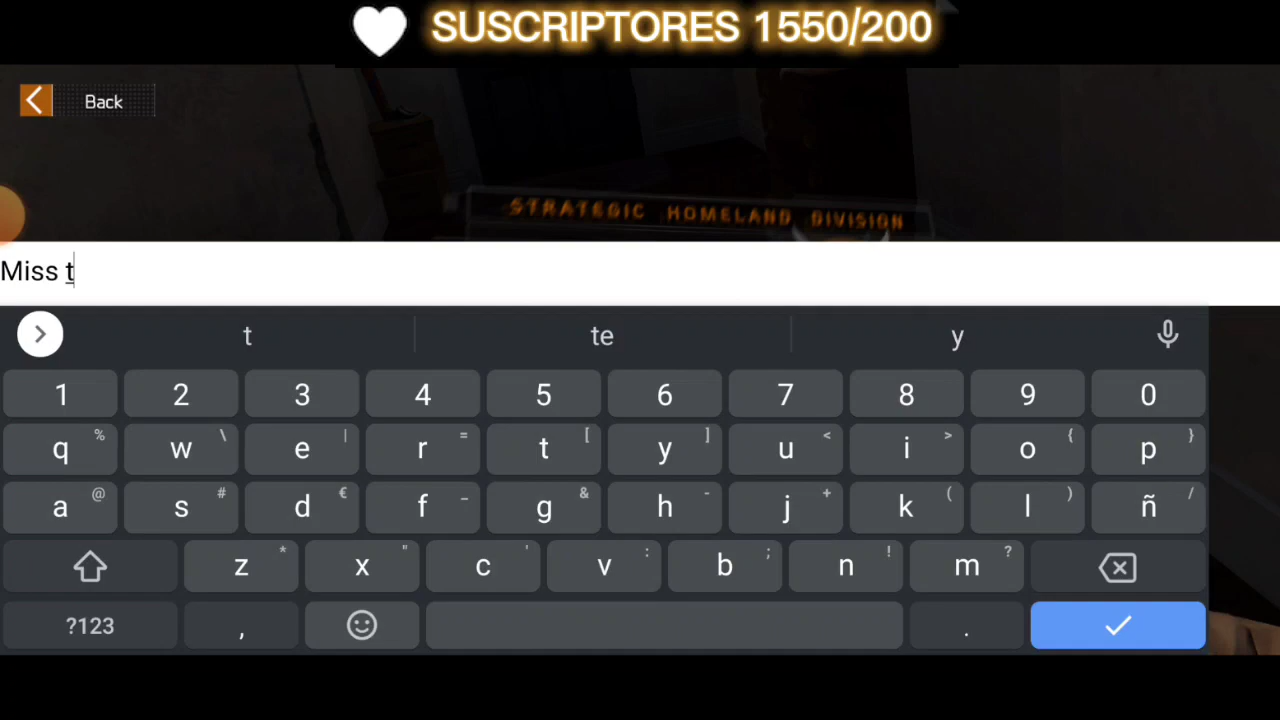 SUSCRIPTORES 1550/200
Back
STRATEGIC HOMELAND DIVISION
Miss t
t te y
1 2 3 4 5 6 7 8 9 0
q % w \ e | r = t [ y ] u < i > o { p }
a @ s # d € f _ g & h - j + k ( l ) ñ /
z * x " c ' v : b ; n ! m ?
?123 , .